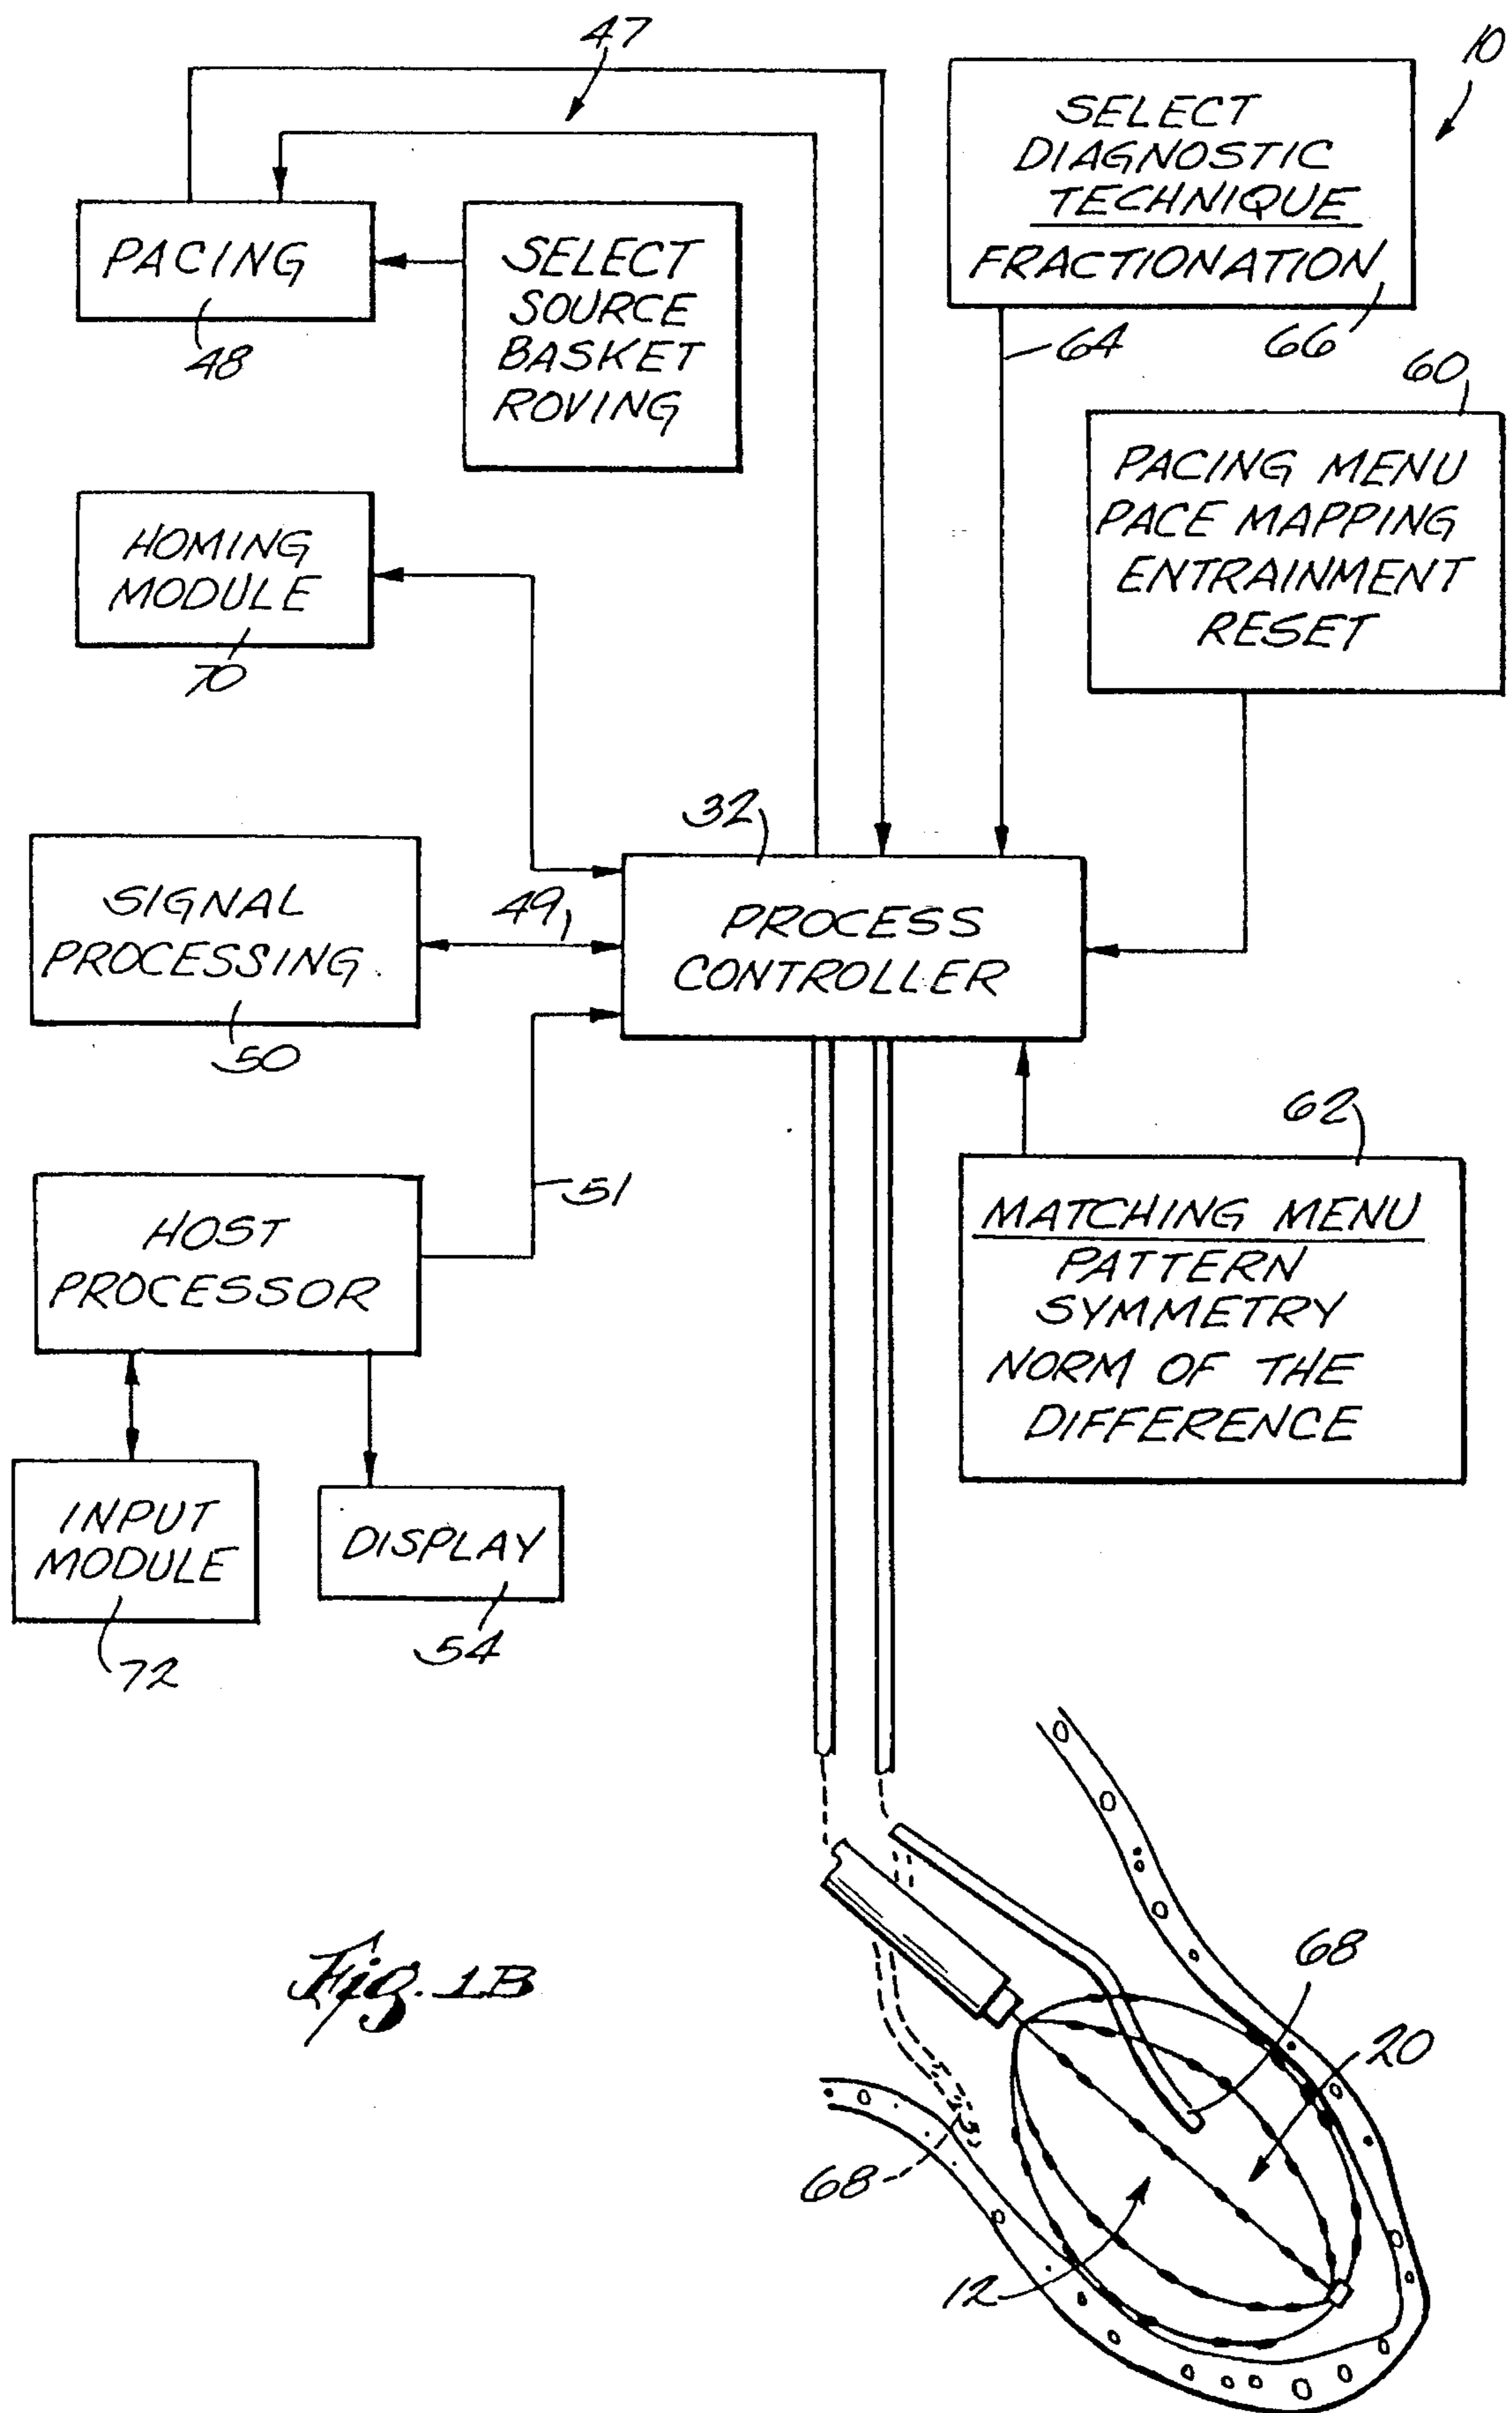 47
10
SELECT
DIAGNOSTIC
TECHNIQUE
FRACTIONATION
66
64
PACING
48
SELECT
SOURCE
BASKET
ROVING
60
PACING MENU
PACE MAPPING
ENTRAINMENT
RESET
HOMING
MODULE
70
32
PROCESS
CONTROLLER
SIGNAL
PROCESSING
50
49
51
HOST
PROCESSOR
62
MATCHING MENU
PATTERN
SYMMETRY
NORM OF THE
DIFFERENCE
INPUT
MODULE
72
DISPLAY
54
Fig. 1B
68
20
68
12